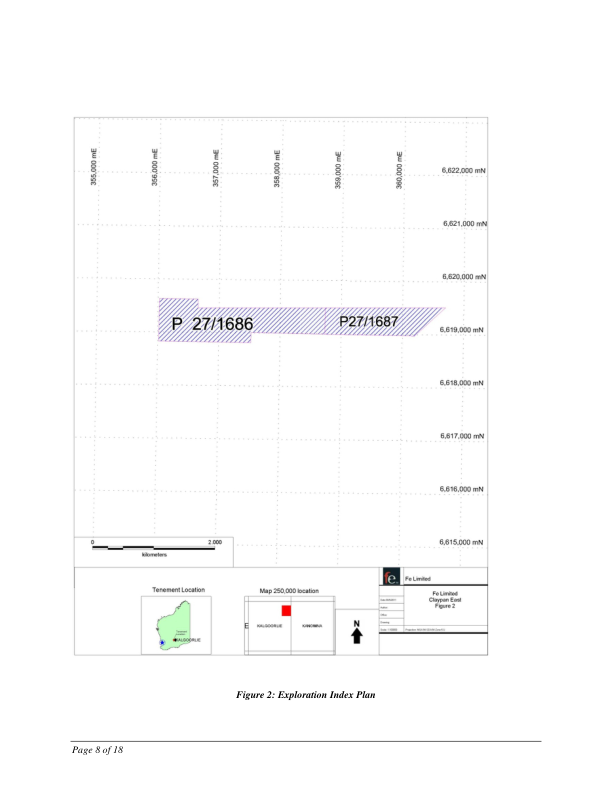 355,000 mE
356,000 mE
357,000 mE
358,000 mE
359,000 mE
360,000 mE
6,622,000 mN
6,621,000 mN
6,620,000 mN
P 27/1686
P27/1687
6,619,000 mN
6,618,000 mN
6,617,000 mN
6,616,000 mN
6,615,000 mN
0 2.000
kilometers
Tenement Location
KALGOORLIE
Map 250,000 location
E
KALGOORLIE
KURNALPI
N
fe.
Fe Limited
Fe Limited
Claypan East
Figure 2
Figure 2: Exploration Index Plan
Page 8 of 18